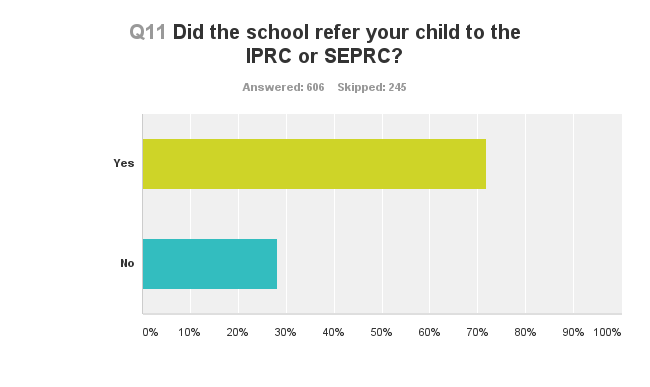 Q11 Did the school refer your child to the
IPRC or SEPRC?
Answered: 606 Skipped: 245
Yes
No
0% 10% 20% 30% 40% 50% 60% 70% 80% 90% 100%